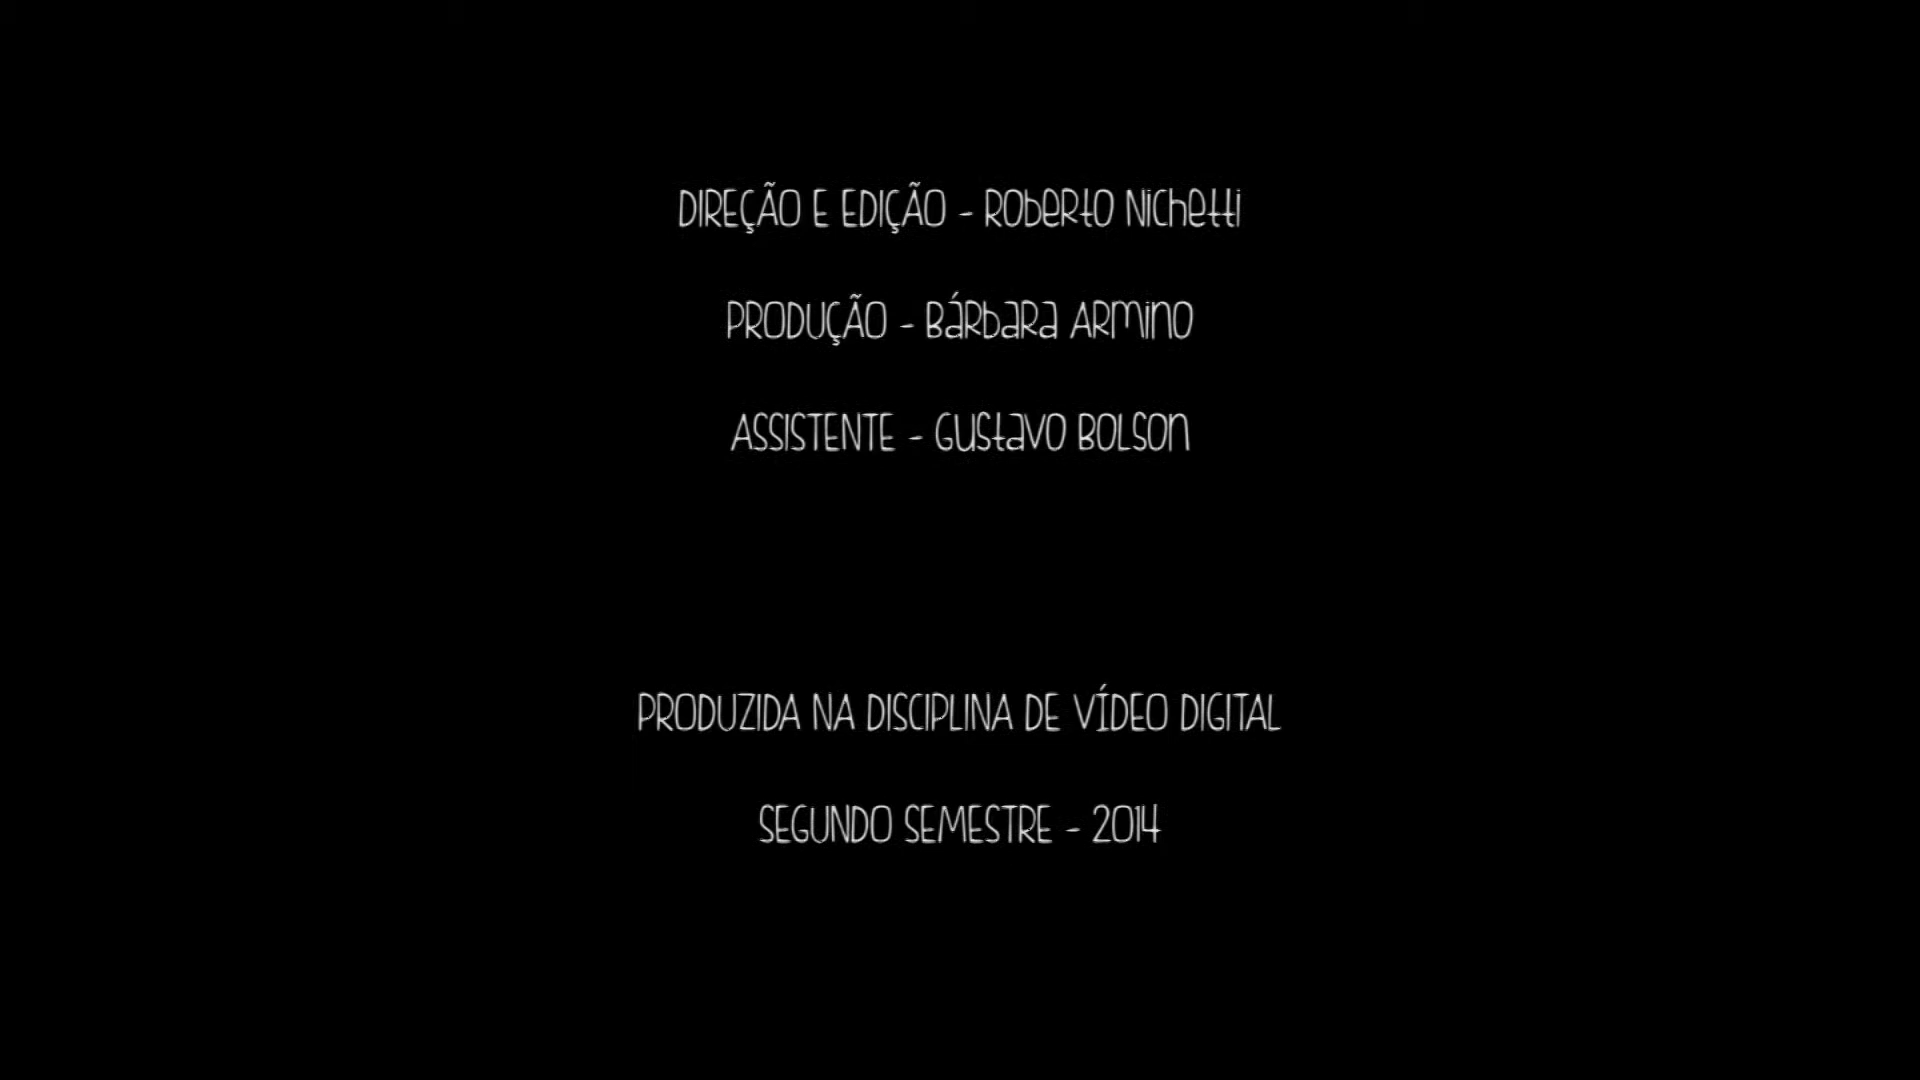 DIREÇÃO E EDIÇÃO - Roberto Nichetti
PRODUÇÃO - Bárbara Armino
ASSISTENTE - Gustavo Bolson
PRODUZIDA NA DISCIPLINA DE VÍDEO DIGITAL
SEGUNDO SEMESTRE - 2014